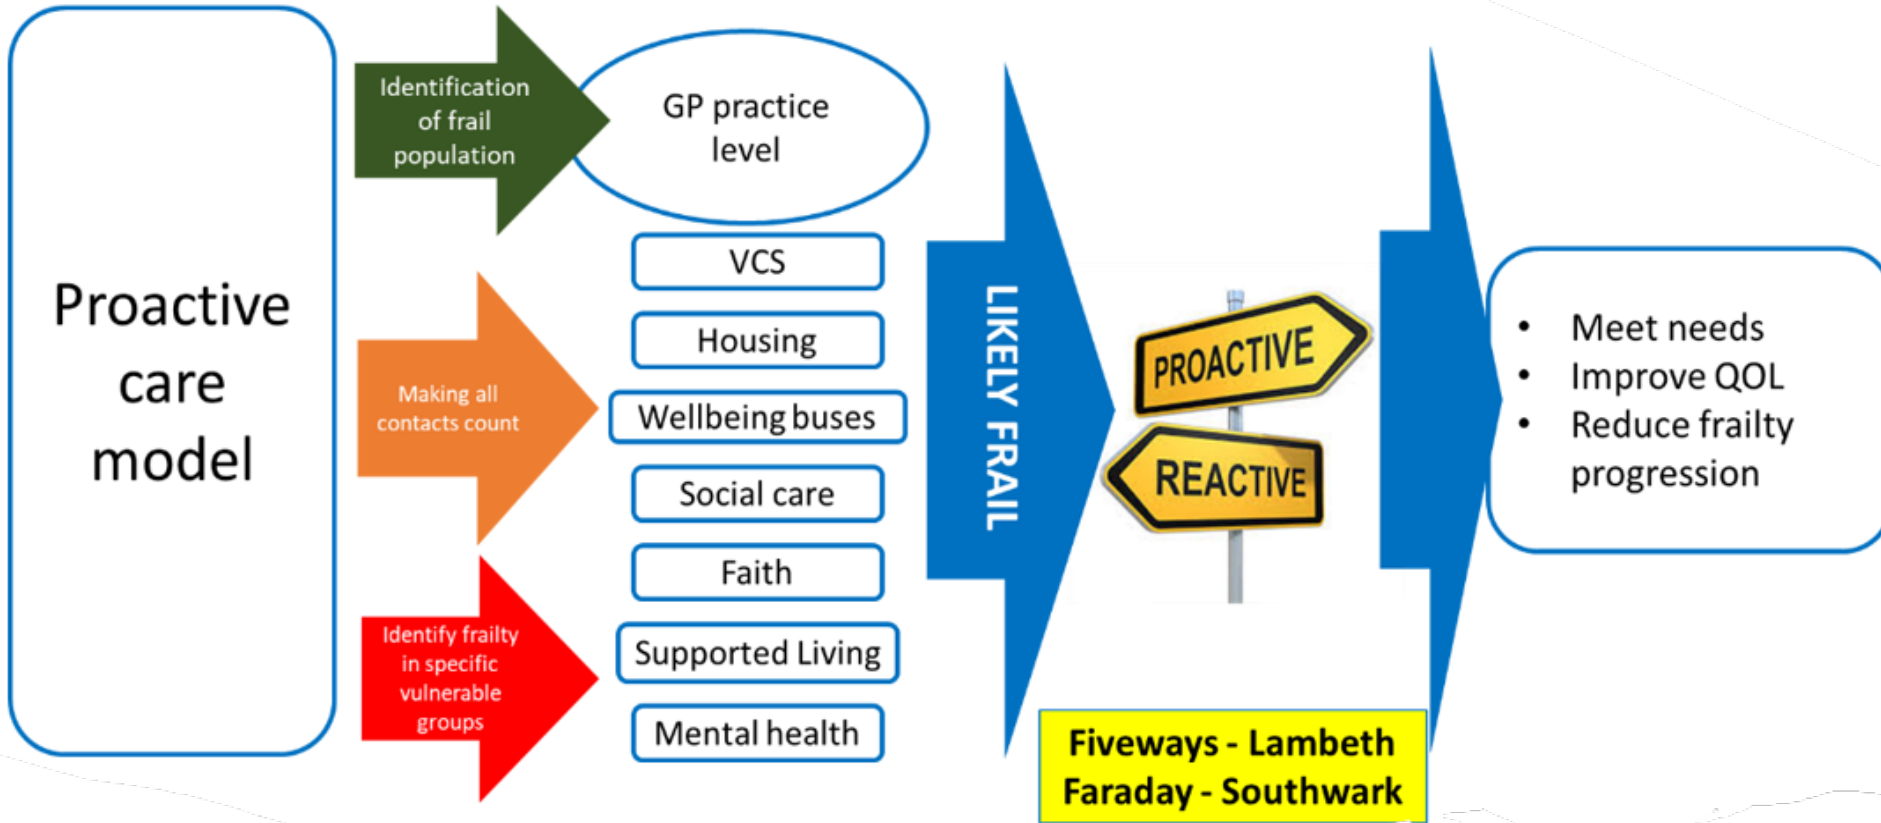 Proactive
care
model
Identification
of frail
population
Making all
contacts count
Identify frailty
in specific
vulnerable
groups
GP practice
level
VCS
Housing
Wellbeing buses
Social care
Faith
Supported Living
Mental health
LIKELY FRAIL
PROACTIVE
REACTIVE
Fiveways - Lambeth
Faraday - Southwark
• Meet needs
• Improve QOL
• Reduce frailty
progression